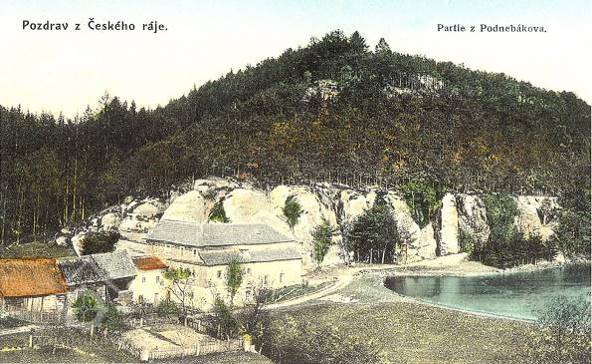 Pozdrav z Českého ráje.
Partie z Podnebákova.